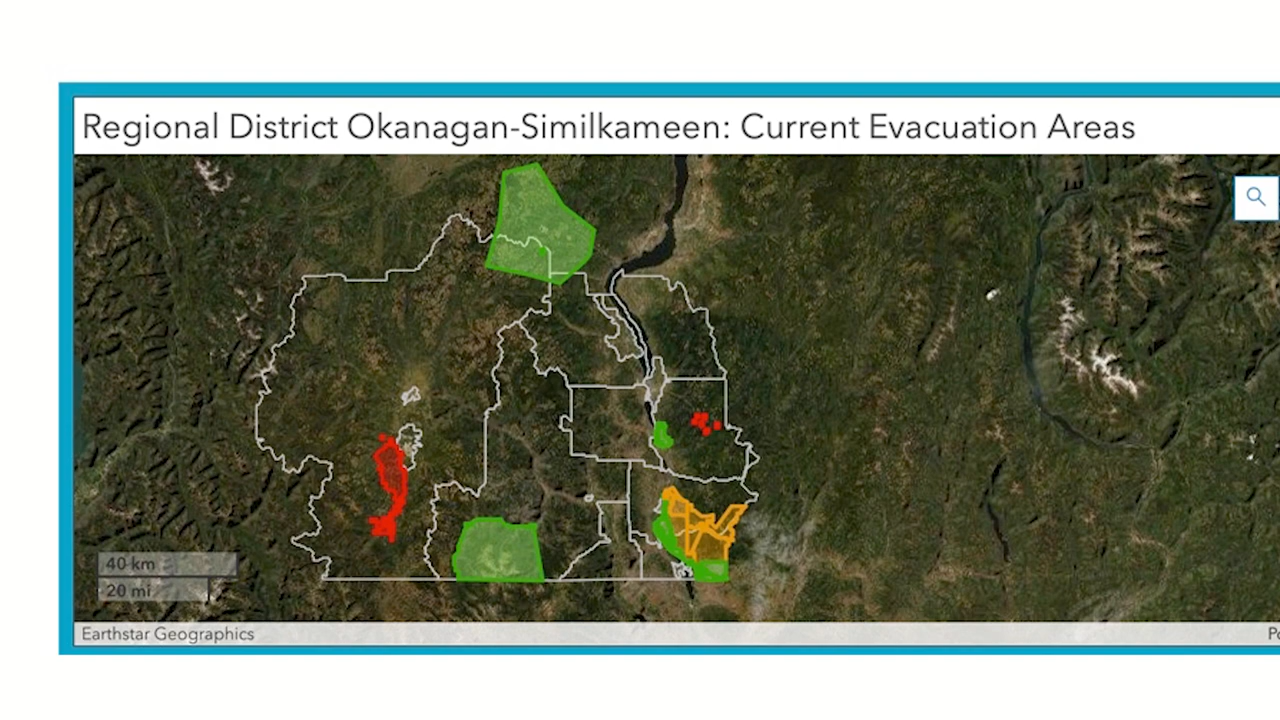 Regional District Okanagan-Similkameen: Current Evacuation Areas
40 km
20 mi
Earthstar Geographics